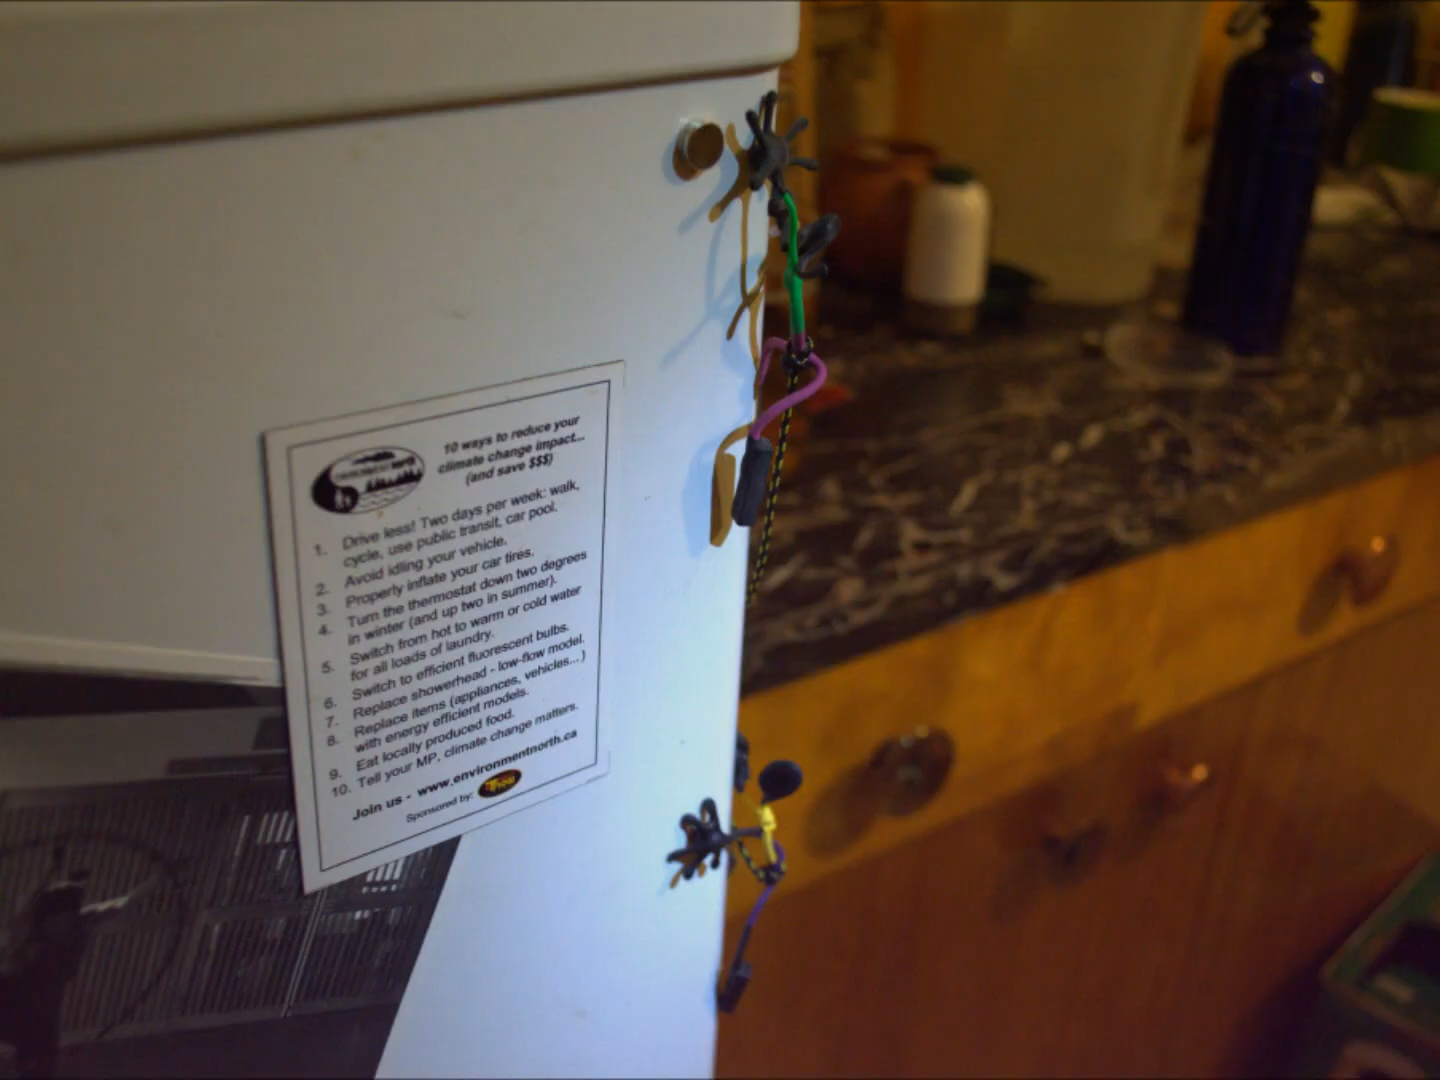 10 ways to reduce your
climate change impact...
(and save $$$)
1. Drive less! Two days per week: walk,
cycle, use public transit, car pool.
2. Avoid idling your vehicle.
3. Properly inflate your car tires.
4. Turn the thermostat down two degrees
in winter (and up two in summer).
5. Switch from hot to warm or cold water
for all loads of laundry.
6. Switch to efficient fluorescent bulbs.
7. Replace showerhead - low-flow model.
8. Replace items (appliances, vehicles...)
with energy efficient models.
9. Eat locally produced food.
10. Tell your MP, climate change matters.
Join us - www.environmentnorth.ca
Sponsored by: